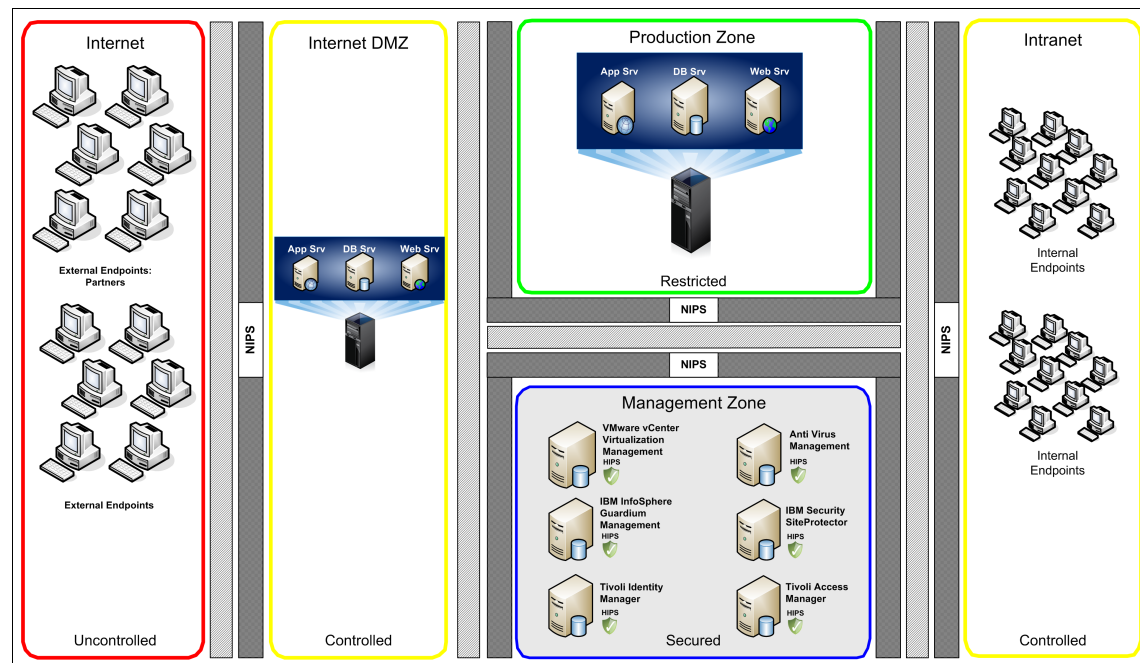 Internet
External Endpoints:
Partners
External Endpoints
Uncontrolled
NIPS
Internet DMZ
App Srv
DB Srv
Web Srv
Controlled
Production Zone
App Srv
DB Srv
Web Srv
Restricted
NIPS
NIPS
Management Zone
VMware vCenter
Virtualization
Management
HIPS
Anti Virus
Management
HIPS
IBM InfoSphere
Guardium
Management
HIPS
IBM Security
SiteProtector
HIPS
Tivoli Identity
Manager
HIPS
Tivoli Access
Manager
HIPS
Secured
NIPS
Intranet
Internal
Endpoints
Internal
Endpoints
Controlled